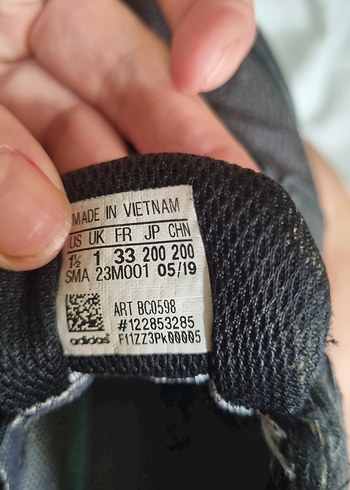 MADE IN VIETNAM
US UK FR JP CHN
1½ 1 33 200 200
SMA 23M001 05/19
ART BC0598
#122853285
adidas F11ZZ3Pk00005